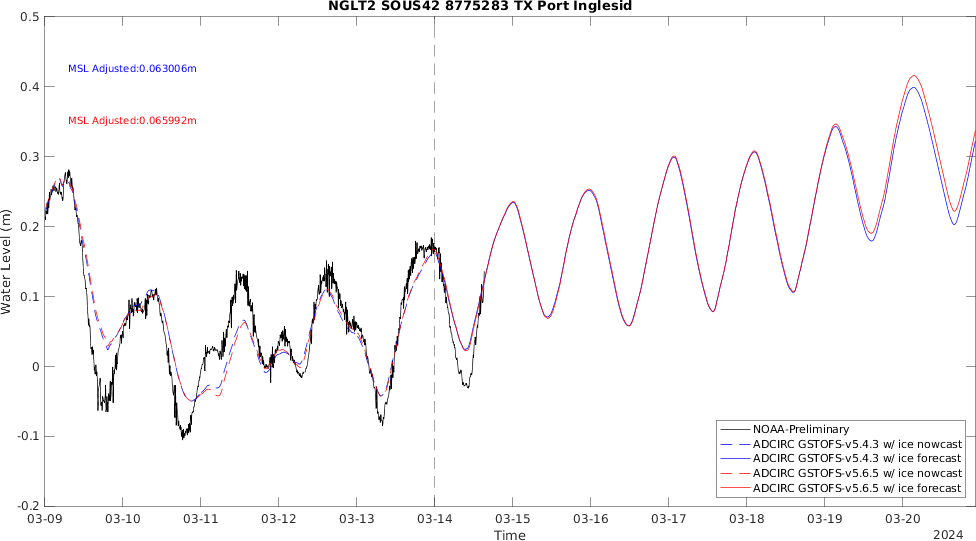 NGLT2 SOUS42 8775283 TX Port Inglesid
0.5
MSL Adjusted:0.063006m
0.4
MSL Adjusted:0.065992m
0.3
0.2
0.1
0
-0.1
-0.2
Water Level (m)
NOAA-Preliminary
ADCIRC GSTOFS-v5.4.3 w/ ice nowcast
ADCIRC GSTOFS-v5.4.3 w/ ice forecast
ADCIRC GSTOFS-v5.6.5 w/ ice nowcast
ADCIRC GSTOFS-v5.6.5 w/ ice forecast
03-09 03-10 03-11 03-12 03-13 03-14 03-15 03-16 03-17 03-18 03-19 03-20
Time
2024